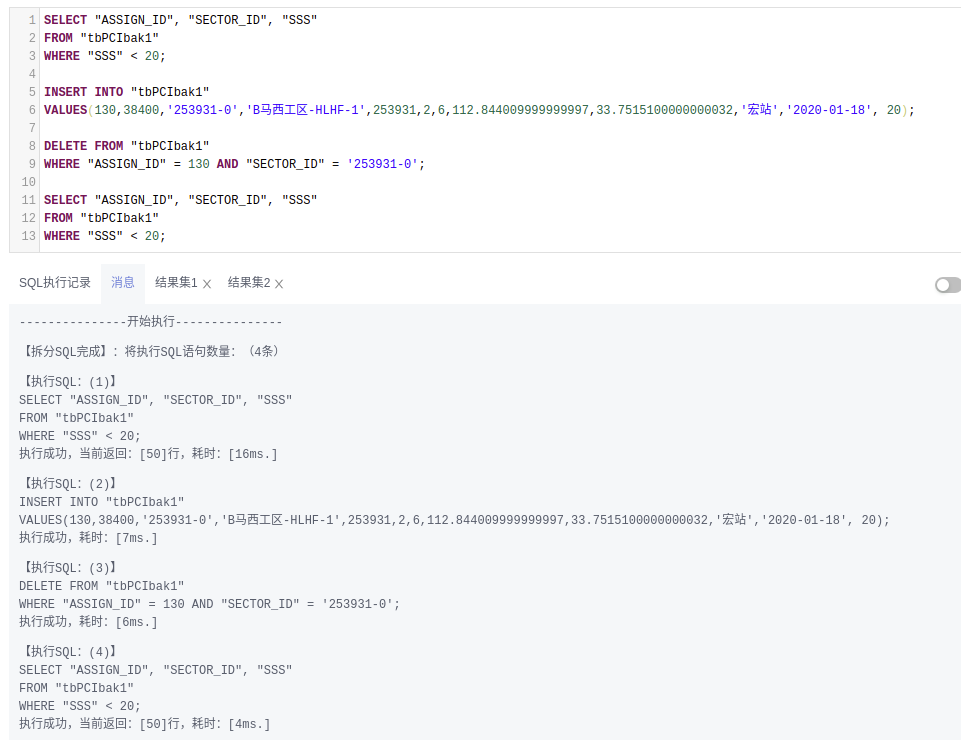 1 SELECT "ASSIGN_ID", "SECTOR_ID", "SSS"
2 FROM "tbPCIbak1"
3 WHERE "SSS" < 20;
4
5 INSERT INTO "tbPCIbak1"
6 VALUES(130,38400,'253931-0','B马西工区-HLHF-1',253931,2,6,112.844009999999997,33.7515100000000032,'宏站','2020-01-18', 20);
7
8 DELETE FROM "tbPCIbak1"
9 WHERE "ASSIGN_ID" = 130 AND "SECTOR_ID" = '253931-0';
10
11 SELECT "ASSIGN_ID", "SECTOR_ID", "SSS"
12 FROM "tbPCIbak1"
13 WHERE "SSS" < 20;
SQL执行记录 消息 结果集1 X 结果集2 X
---------------开始执行---------------
【拆分SQL完成】：将执行SQL语句数量：（4条）
【执行SQL：(1)】
SELECT "ASSIGN_ID", "SECTOR_ID", "SSS"
FROM "tbPCIbak1"
WHERE "SSS" < 20;
执行成功，当前返回：[50]行，耗时：[16ms.]
【执行SQL：(2)】
INSERT INTO "tbPCIbak1"
VALUES(130,38400,'253931-0','B马西工区-HLHF-1',253931,2,6,112.844009999999997,33.7515100000000032,'宏站','2020-01-18', 20);
执行成功，耗时：[7ms.]
【执行SQL：(3)】
DELETE FROM "tbPCIbak1"
WHERE "ASSIGN_ID" = 130 AND "SECTOR_ID" = '253931-0';
执行成功，耗时：[6ms.]
【执行SQL：(4)】
SELECT "ASSIGN_ID", "SECTOR_ID", "SSS"
FROM "tbPCIbak1"
WHERE "SSS" < 20;
执行成功，当前返回：[50]行，耗时：[4ms.]